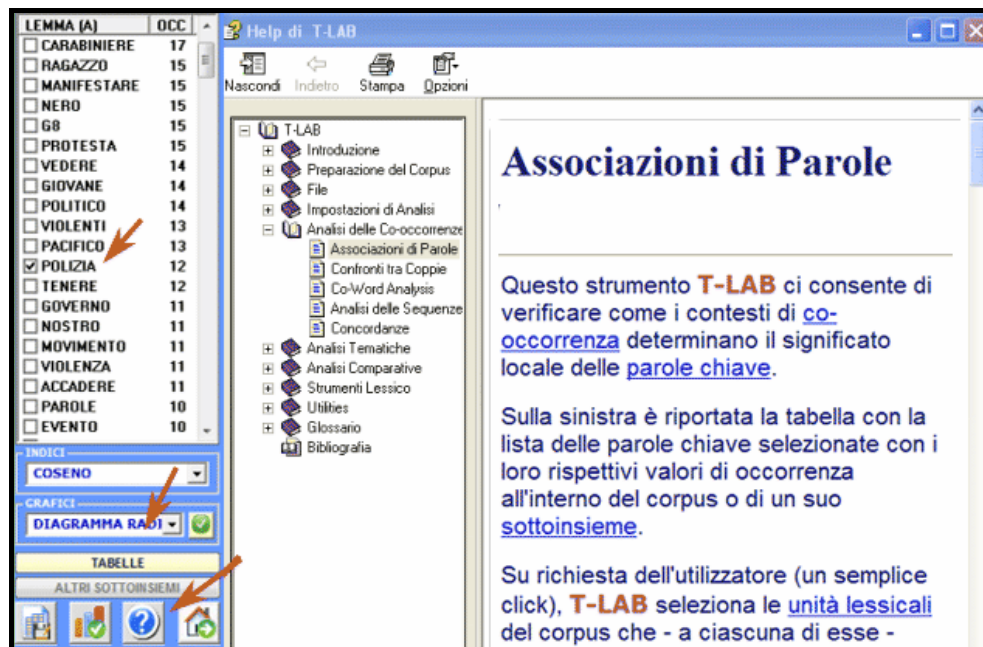 LEMMA (A) OCC
CARABINIERE 17
RAGAZZO 15
MANIFESTARE 15
NERO 15
G8 15
PROTESTA 15
VEDERE 14
GIOVANE 14
POLITICO 14
VIOLENTI 13
PACIFICO 13
POLIZIA 12
TENERE 12
GOVERNO 11
NOSTRO 11
MOVIMENTO 11
VIOLENZA 11
ACCADERE 11
PAROLE 10
EVENTO 10
INDICI
COSENO
GRAFICI
DIAGRAMMA RADI
TABELLE
ALTRI SOTTOINSIEMI
Help di T-LAB
Nascondi Indietro Stampa Opzioni
T-LAB
Introduzione
Preparazione del Corpus
File
Impostazioni di Analisi
Analisi delle Co-occorrenze
Associazioni di Parole
Confronti tra Coppie
Co-Word Analysis
Analisi delle Sequenze
Concordanze
Analisi Tematiche
Analisi Comparative
Strumenti Lessico
Utilities
Glossario
Bibliografia
Associazioni di Parole
Questo strumento T-LAB ci consente di
verificare come i contesti di co-
occorrenza determinano il significato
locale delle parole chiave.
Sulla sinistra è riportata la tabella con la
lista delle parole chiave selezionate con i
loro rispettivi valori di occorrenza
all'interno del corpus o di un suo
sottoinsieme.
Su richiesta dell'utilizzatore (un semplice
click), T-LAB seleziona le unità lessicali
del corpus che - a ciascuna di esse -